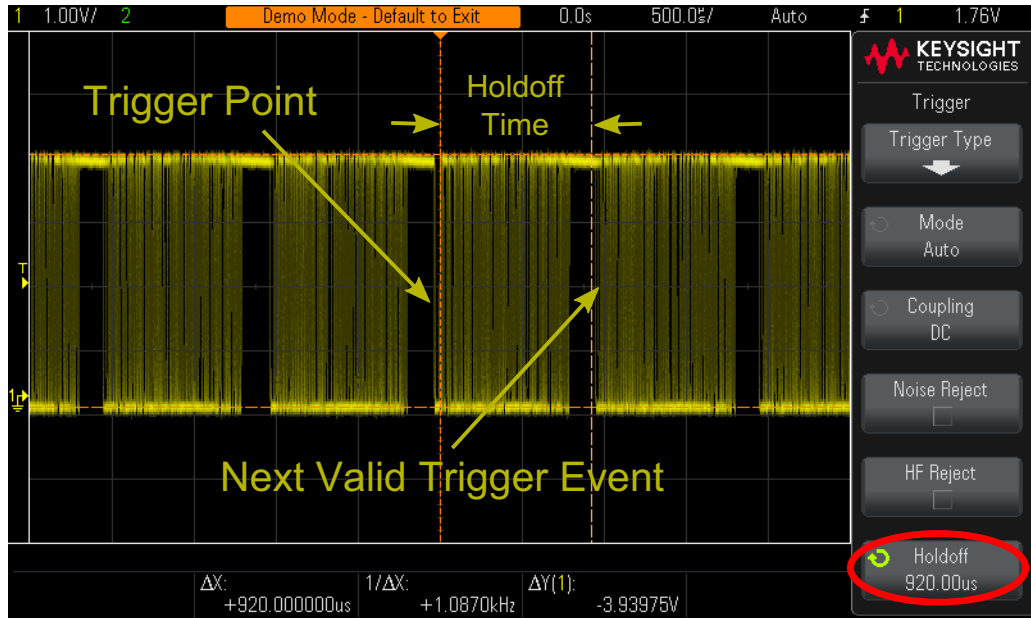 1 1.00V/ 2 Demo Mode - Default to Exit 0.0s 500.0s/ Auto 1 1.76V
KEYSIGHT
TECHNOLOGIES
Trigger
Trigger Type
Mode
Auto
Coupling
DC
Noise Reject
HF Reject
Holdoff
920.00us
Trigger Point
Holdoff
Time
T
1
Next Valid Trigger Event
ΔX: 1/ΔX: ΔY(1):
+920.000000us +1.0870kHz -3.93975V